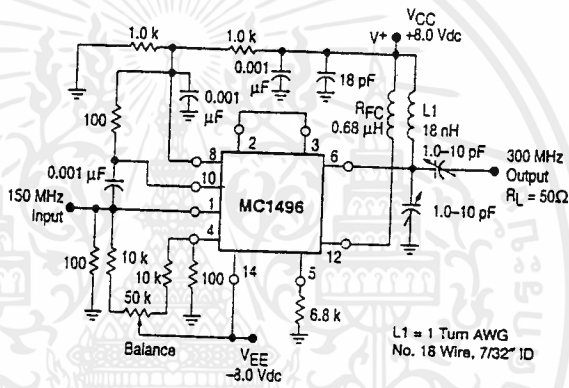 1.0 k
1.0 k
V+
VCC
+8.0 Vdc
0.001
µF
18 pF
0.001
µF
100
RFC
0.68 µH
L1
18 nH
2
3
8
6
1.0–10 pF
0.001 µF
10
300 MHz
Output
RL = 50Ω
150 MHz
Input
1
MC1496
1.0–10 pF
4
12
100
10 k
10 k
100
14
5
50 k
6.8 k
Balance
VEE
–8.0 Vdc
L1 = 1 Turn AWG
No. 18 Wire, 7/32″ ID